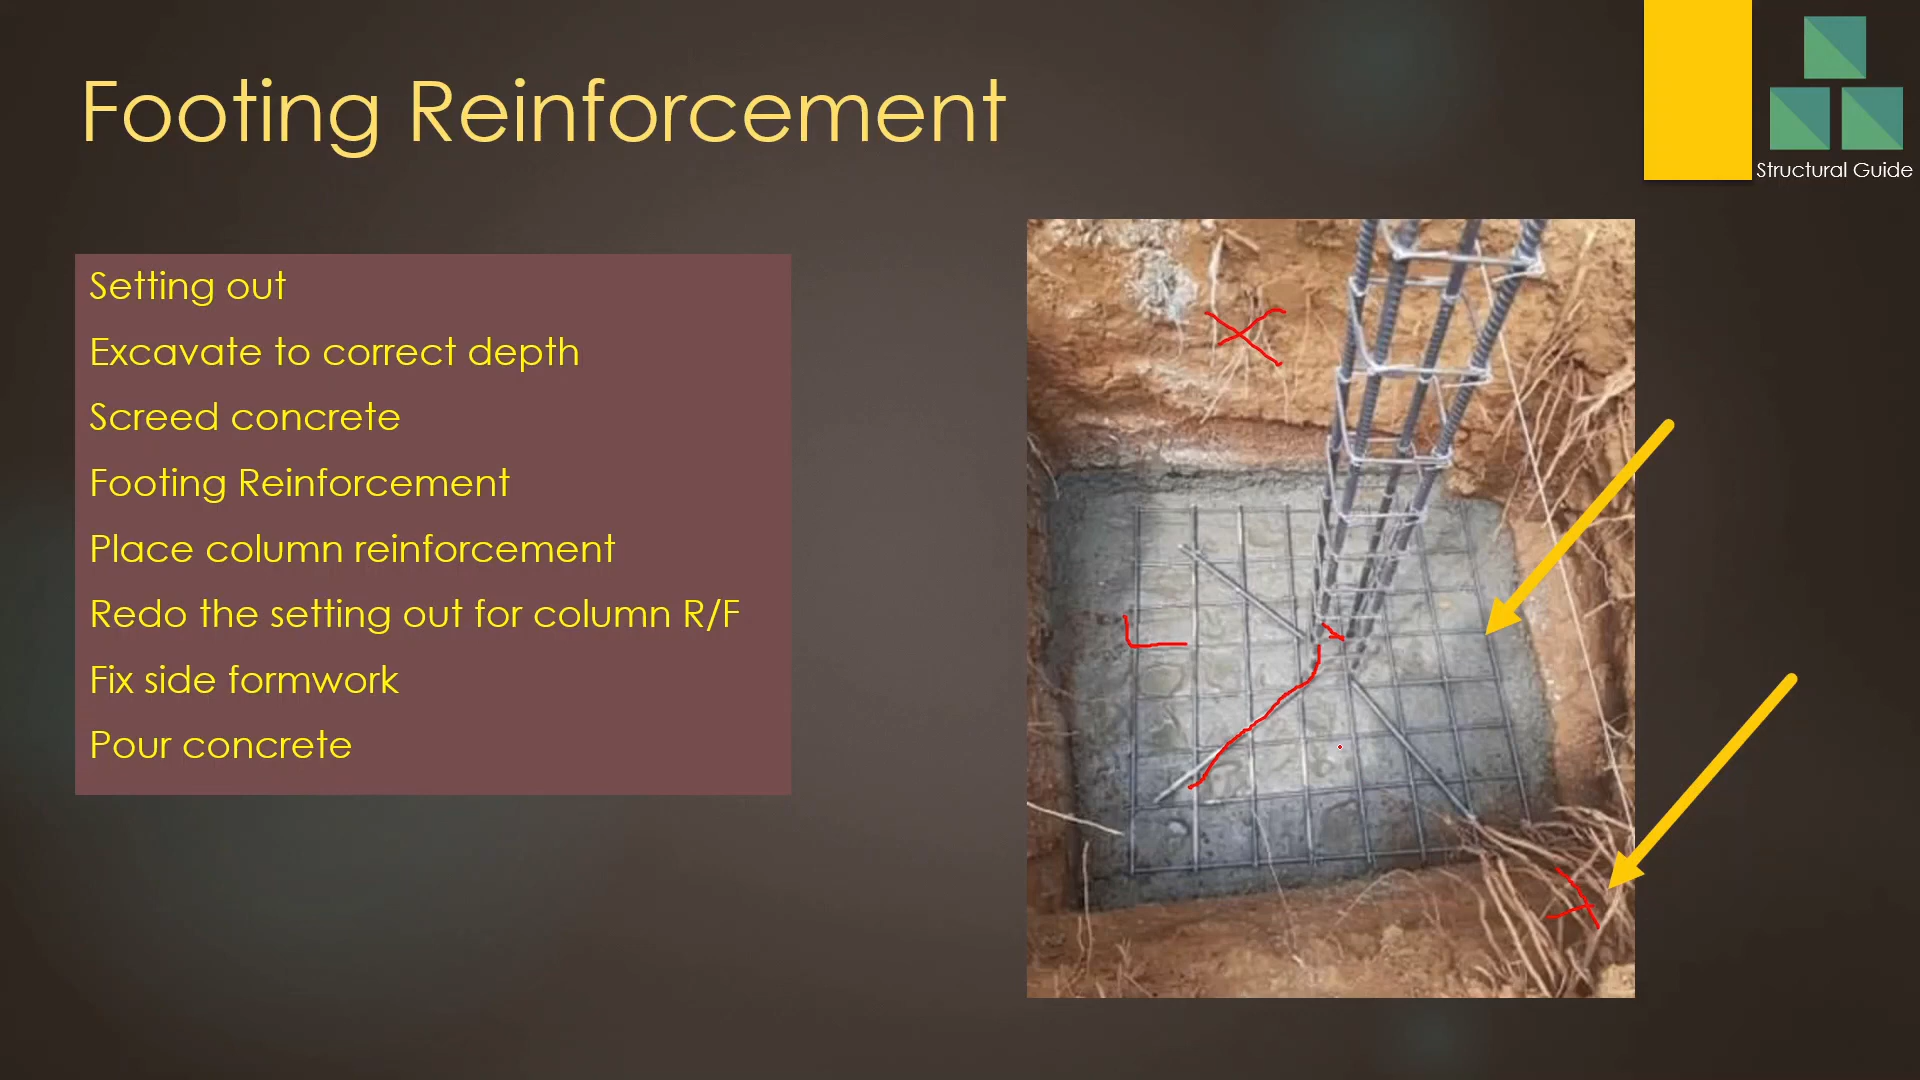 Footing Reinforcement
Structural Guide
Setting out
Excavate to correct depth
Screed concrete
Footing Reinforcement
Place column reinforcement
Redo the setting out for column R/F
Fix side formwork
Pour concrete